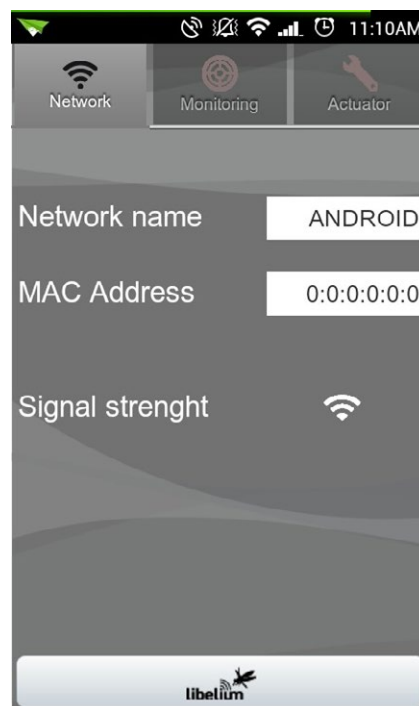 11:10AM
Network Monitoring Actuator
Network name ANDROID
MAC Address 0:0:0:0:0:0
Signal strenght
libelium